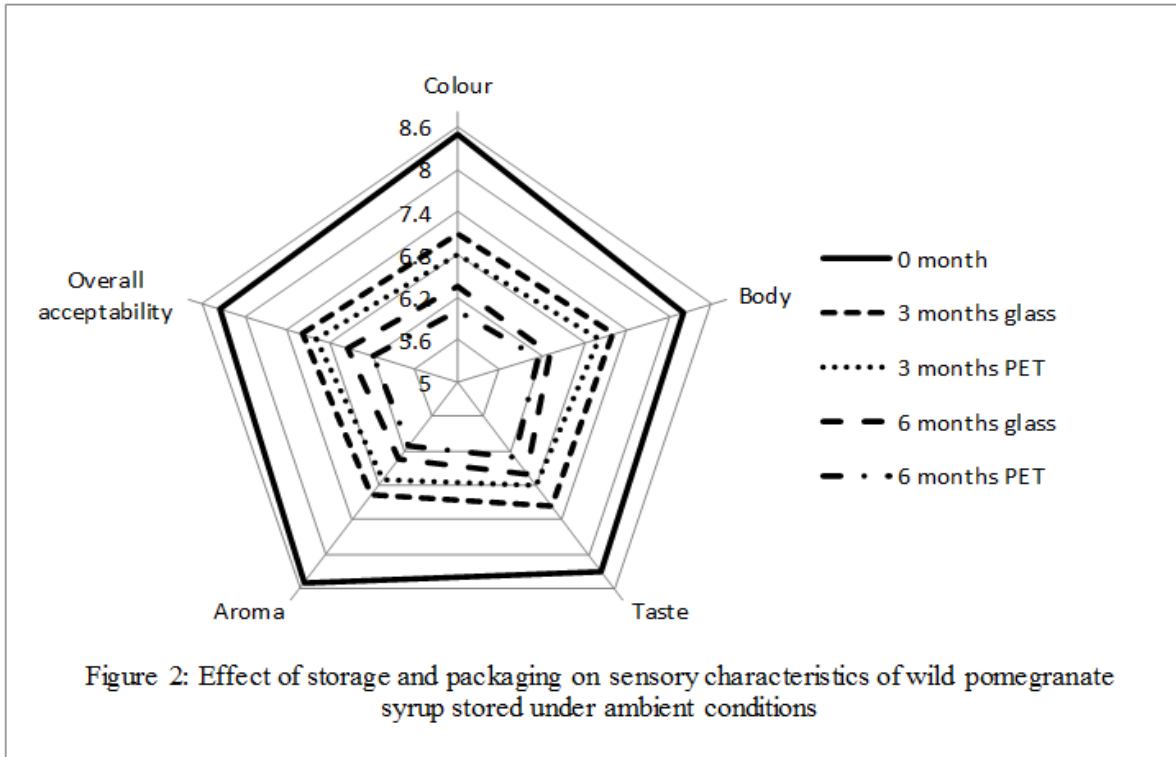 Colour
8.6
8
7.4
6.8
6.2
5.6
5
Body
Taste
Aroma
Overall
acceptability
0 month
3 months glass
3 months PET
6 months glass
6 months PET
Figure 2: Effect of storage and packaging on sensory characteristics of wild pomegranate
syrup stored under ambient conditions